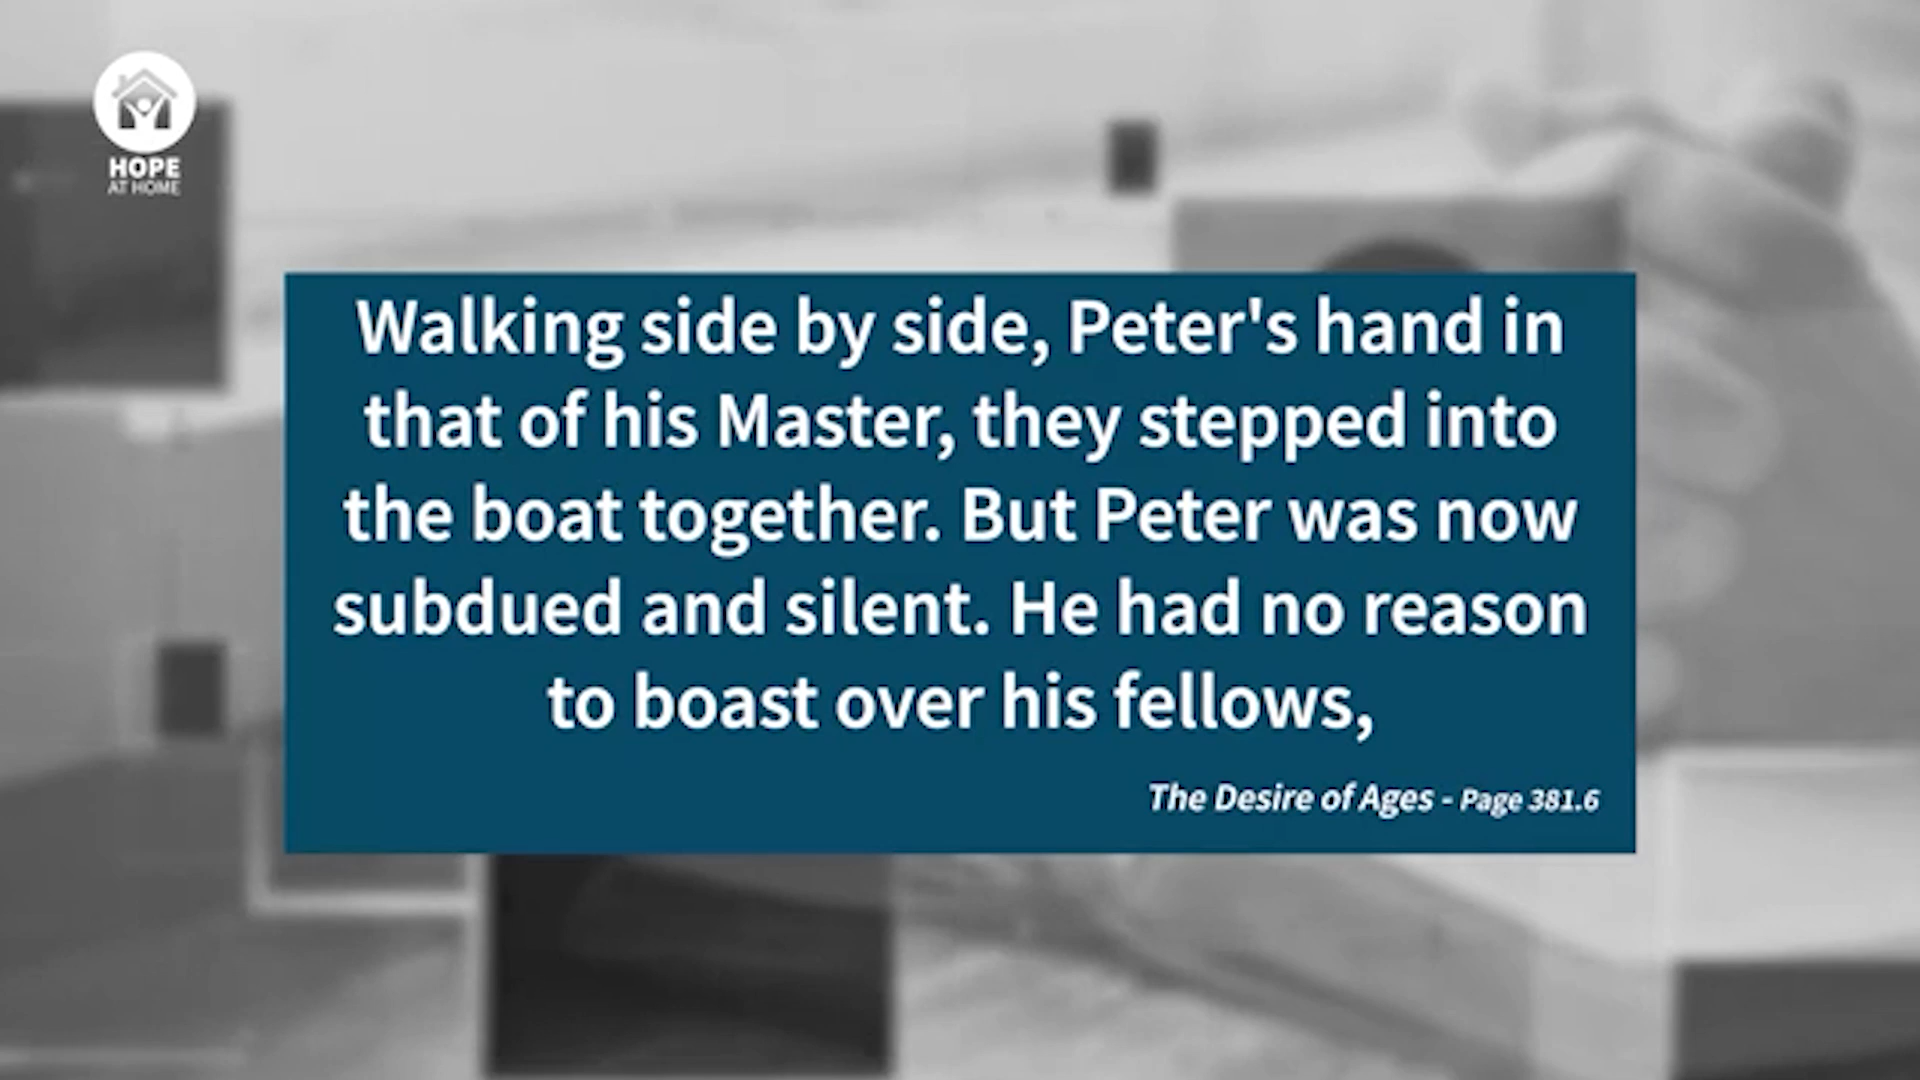 HOPE
AT HOME
Walking side by side, Peter's hand in
that of his Master, they stepped into
the boat together. But Peter was now
subdued and silent. He had no reason
to boast over his fellows,
The Desire of Ages - Page 381.6